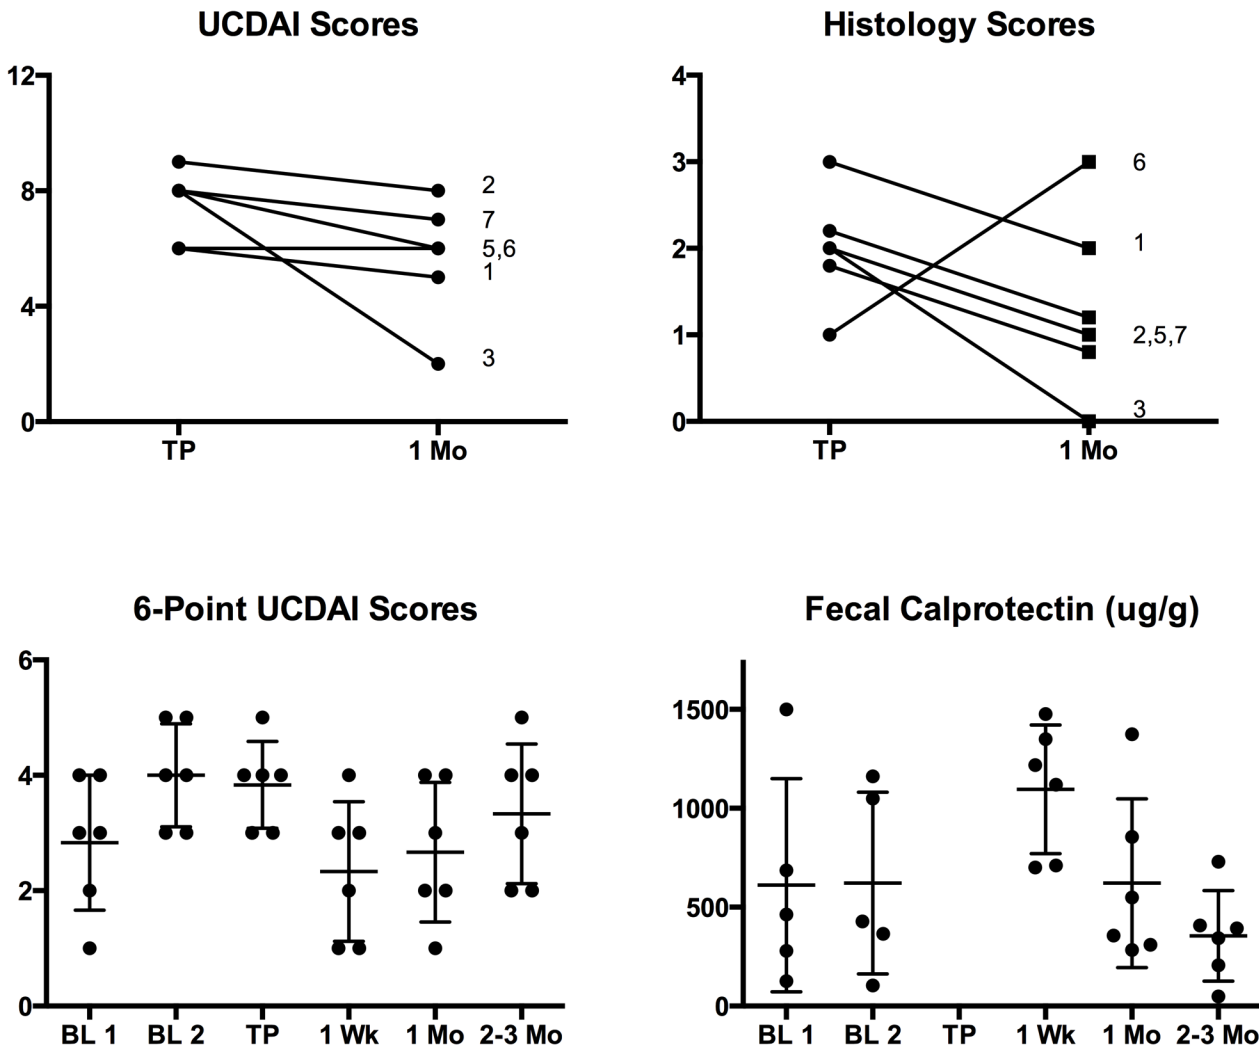 UCDAI Scores
12
8
4
0
TP
1 Mo
2
7
5,6
1
3
Histology Scores
4
3
2
1
0
TP
1 Mo
6
1
2,5,7
3
6-Point UCDAI Scores
6
4
2
0
BL 1
BL 2
TP
1 Wk
1 Mo
2-3 Mo
Fecal Calprotectin (ug/g)
1500
1000
500
0
BL 1
BL 2
TP
1 Wk
1 Mo
2-3 Mo